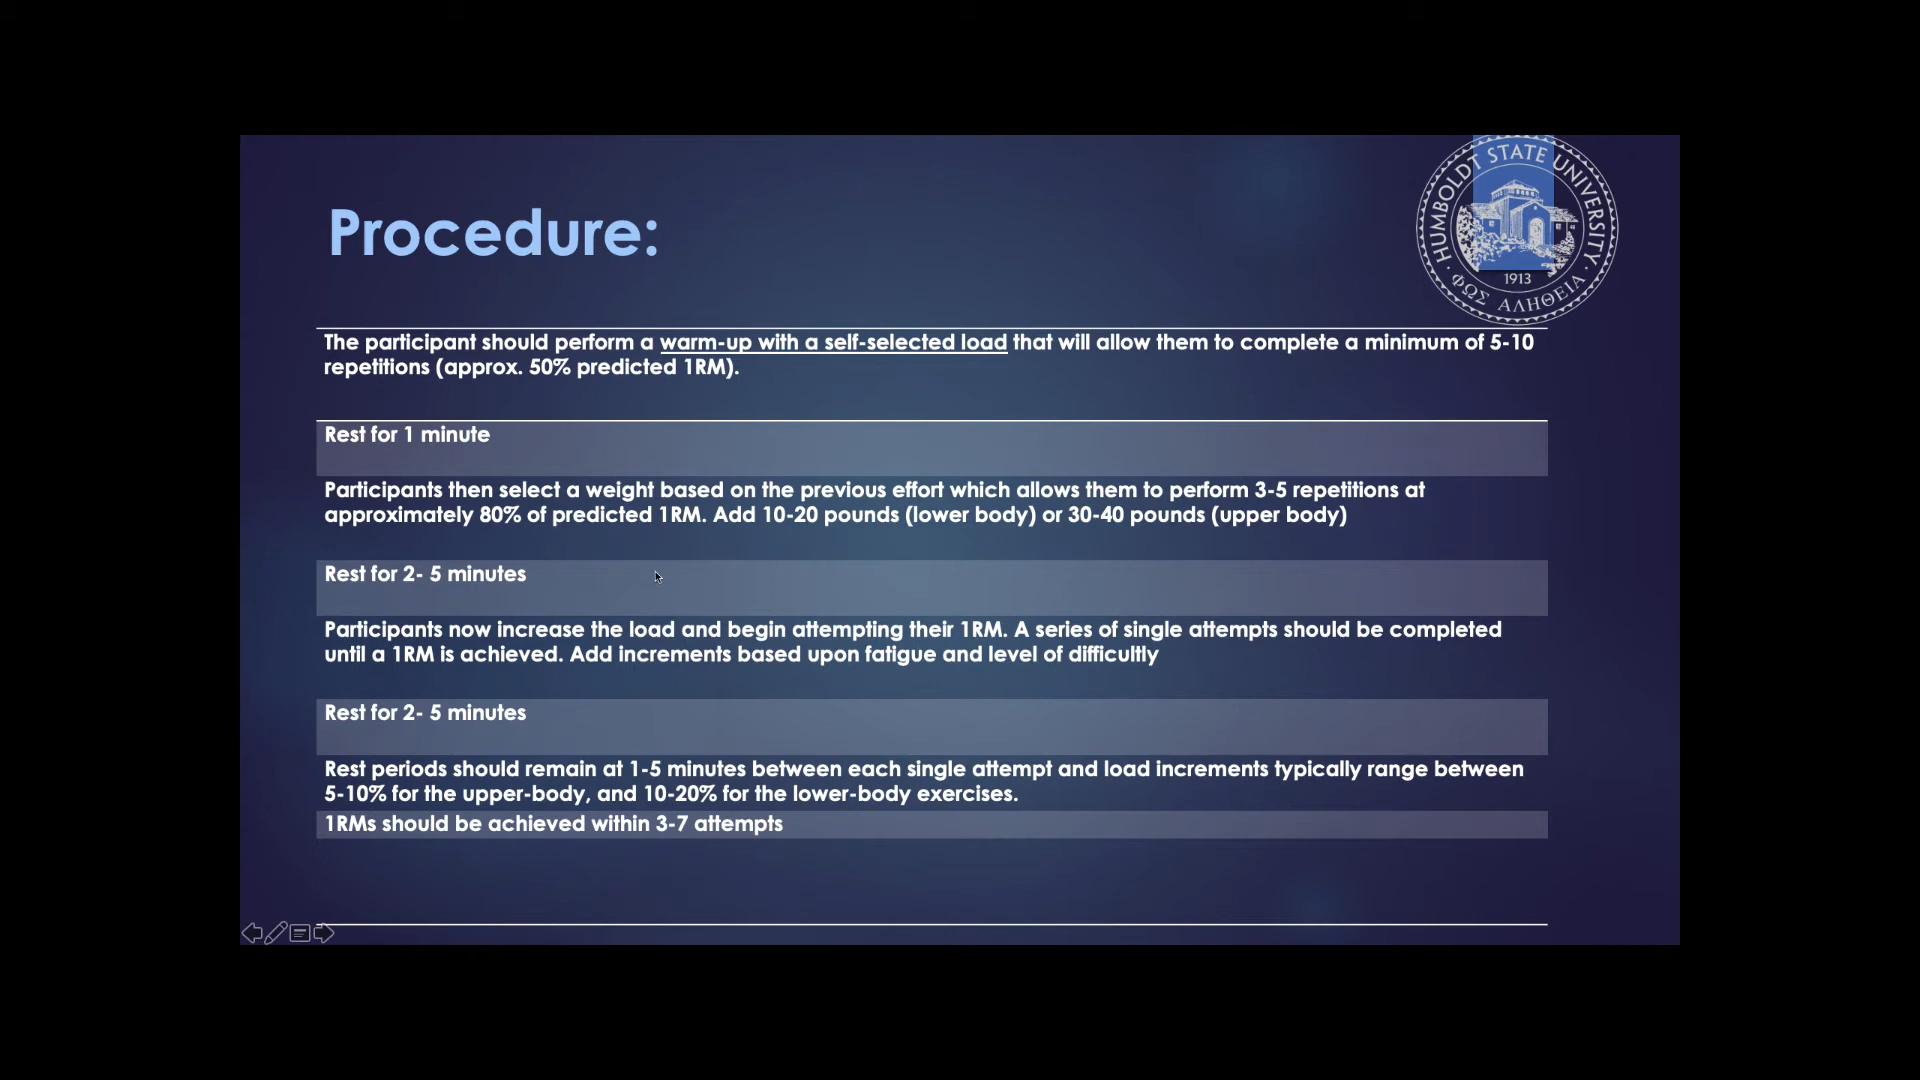 HUMBOLDT STATE UNIVERSITY
1913
ΦΩΣ ΑΛΗΘΕΙΑ
Procedure:
The participant should perform a warm-up with a self-selected load that will allow them to complete a minimum of 5-10
repetitions (approx. 50% predicted 1RM).
Rest for 1 minute
Participants then select a weight based on the previous effort which allows them to perform 3-5 repetitions at
approximately 80% of predicted 1RM. Add 10-20 pounds (lower body) or 30-40 pounds (upper body)
Rest for 2- 5 minutes
Participants now increase the load and begin attempting their 1RM. A series of single attempts should be completed
until a 1RM is achieved. Add increments based upon fatigue and level of difficultly
Rest for 2- 5 minutes
Rest periods should remain at 1-5 minutes between each single attempt and load increments typically range between
5-10% for the upper-body, and 10-20% for the lower-body exercises.
1RMs should be achieved within 3-7 attempts